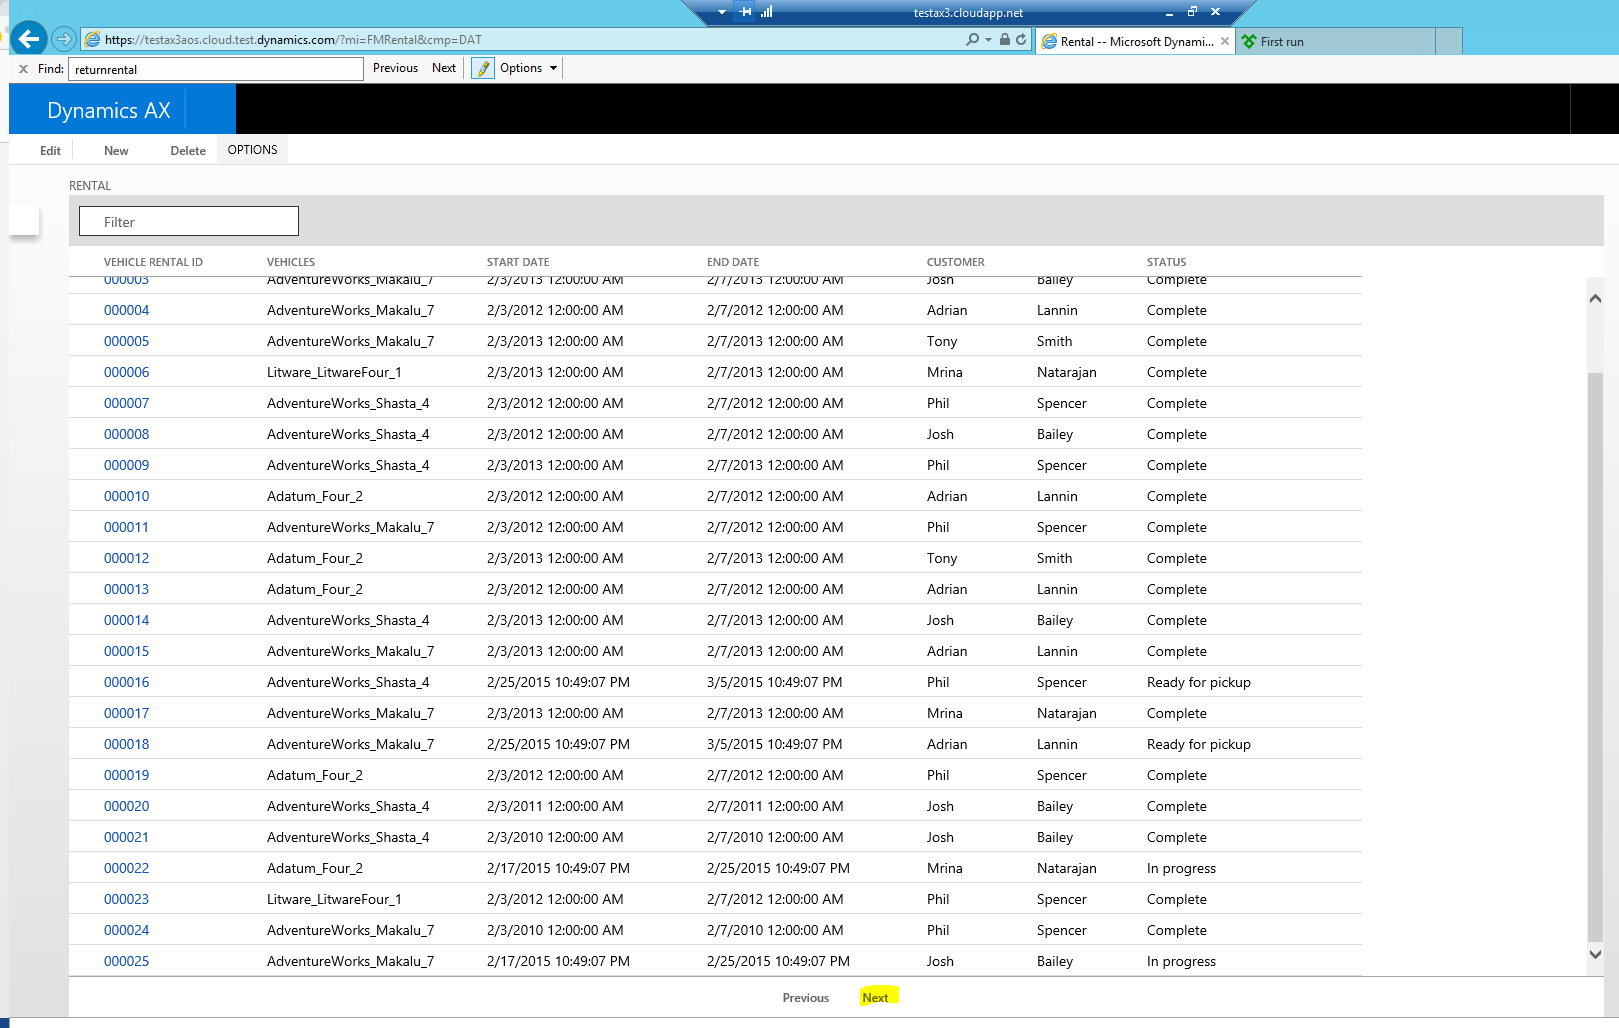 testax3.cloudapp.net
https://testax3aos.cloud.test.dynamics.com/?mi=FMRental&cmp=DAT
Rental -- Microsoft Dynami... First run
Find: returnrental Previous Next Options
Dynamics AX
Edit New Delete OPTIONS
RENTAL
Filter
VEHICLE RENTAL ID VEHICLES START DATE END DATE CUSTOMER STATUS
000003 AdventureWorks_Makalu_7 2/3/2013 12:00:00 AM 2/7/2013 12:00:00 AM Josh Bailey Complete
000004 AdventureWorks_Makalu_7 2/3/2012 12:00:00 AM 2/7/2012 12:00:00 AM Adrian Lannin Complete
000005 AdventureWorks_Makalu_7 2/3/2013 12:00:00 AM 2/7/2013 12:00:00 AM Tony Smith Complete
000006 Litware_LitwareFour_1 2/3/2013 12:00:00 AM 2/7/2013 12:00:00 AM Mrina Natarajan Complete
000007 AdventureWorks_Shasta_4 2/3/2012 12:00:00 AM 2/7/2012 12:00:00 AM Phil Spencer Complete
000008 AdventureWorks_Shasta_4 2/3/2012 12:00:00 AM 2/7/2012 12:00:00 AM Josh Bailey Complete
000009 AdventureWorks_Shasta_4 2/3/2013 12:00:00 AM 2/7/2013 12:00:00 AM Phil Spencer Complete
000010 Adatum_Four_2 2/3/2012 12:00:00 AM 2/7/2012 12:00:00 AM Adrian Lannin Complete
000011 AdventureWorks_Makalu_7 2/3/2012 12:00:00 AM 2/7/2012 12:00:00 AM Phil Spencer Complete
000012 Adatum_Four_2 2/3/2013 12:00:00 AM 2/7/2013 12:00:00 AM Tony Smith Complete
000013 Adatum_Four_2 2/3/2012 12:00:00 AM 2/7/2012 12:00:00 AM Adrian Lannin Complete
000014 AdventureWorks_Shasta_4 2/3/2013 12:00:00 AM 2/7/2013 12:00:00 AM Josh Bailey Complete
000015 AdventureWorks_Makalu_7 2/3/2013 12:00:00 AM 2/7/2013 12:00:00 AM Adrian Lannin Complete
000016 AdventureWorks_Shasta_4 2/25/2015 10:49:07 PM 3/5/2015 10:49:07 PM Phil Spencer Ready for pickup
000017 AdventureWorks_Makalu_7 2/3/2013 12:00:00 AM 2/7/2013 12:00:00 AM Mrina Natarajan Complete
000018 AdventureWorks_Makalu_7 2/25/2015 10:49:07 PM 3/5/2015 10:49:07 PM Adrian Lannin Ready for pickup
000019 Adatum_Four_2 2/3/2012 12:00:00 AM 2/7/2012 12:00:00 AM Phil Spencer Complete
000020 AdventureWorks_Shasta_4 2/3/2011 12:00:00 AM 2/7/2011 12:00:00 AM Josh Bailey Complete
000021 AdventureWorks_Shasta_4 2/3/2010 12:00:00 AM 2/7/2010 12:00:00 AM Josh Bailey Complete
000022 Adatum_Four_2 2/17/2015 10:49:07 PM 2/25/2015 10:49:07 PM Mrina Natarajan In progress
000023 Litware_LitwareFour_1 2/3/2012 12:00:00 AM 2/7/2012 12:00:00 AM Phil Spencer Complete
000024 AdventureWorks_Makalu_7 2/3/2010 12:00:00 AM 2/7/2010 12:00:00 AM Phil Spencer Complete
000025 AdventureWorks_Makalu_7 2/17/2015 10:49:07 PM 2/25/2015 10:49:07 PM Josh Bailey In progress
Previous Next